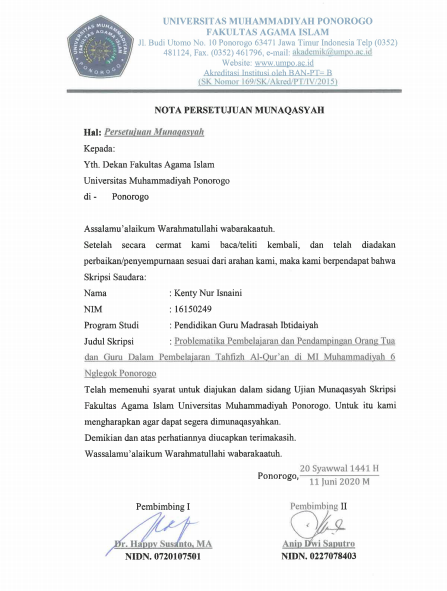 UNIVERSITAS MUHAMMADIYAH PONOROGO
FAKULTAS AGAMA ISLAM
Jl. Budi Utomo No. 10 Ponorogo 63471 Jawa Timur Indonesia Telp (0352)
481124, Fax. (0352) 461796, e-mail: akademik@umpo.ac.id
Website: www.umpo.ac.id
Akreditasi Institusi oleh BAN-PT= B
(SK Nomor 169/SK/Akred/PT/IV/2015)
NOTA PERSETUJUAN MUNAQASYAH
Hal: Persetujuan Munaqasyah
Kepada:
Yth. Dekan Fakultas Agama Islam
Universitas Muhammadiyah Ponorogo
di - Ponorogo
Assalamu'alaikum Warahmatullahi wabarakaatuh.
Setelah secara cermat kami baca/teliti kembali, dan telah diadakan
perbaikan/penyempurnaan sesuai dari arahan kami, maka kami berpendapat bahwa
Skripsi Saudara:
Nama : Kenty Nur Isnaini
NIM : 16150249
Program Studi : Pendidikan Guru Madrasah Ibtidaiyah
Judul Skripsi : Problematika Pembelajaran dan Pendampingan Orang Tua
dan Guru Dalam Pembelajaran Tahfizh Al-Qur'an di MI Muhammadiyah 6
Nglegok Ponorogo
Telah memenuhi syarat untuk diajukan dalam sidang Ujian Munaqasyah Skripsi
Fakultas Agama Islam Universitas Muhammadiyah Ponorogo. Untuk itu kami
mengharapkan agar dapat segera dimunaqasyahkan.
Demikian dan atas perhatiannya diucapkan terimakasih.
Wassalamu'alaikum Warahmatullahi wabarakaatuh.
Ponorogo, 20 Syawwal 1441 H
11 Juni 2020 M
Pembimbing I Pembimbing II
Dr. Happy Susanto, MA Anip Dwi Saputro
NIDN. 0720107501 NIDN. 0227078403